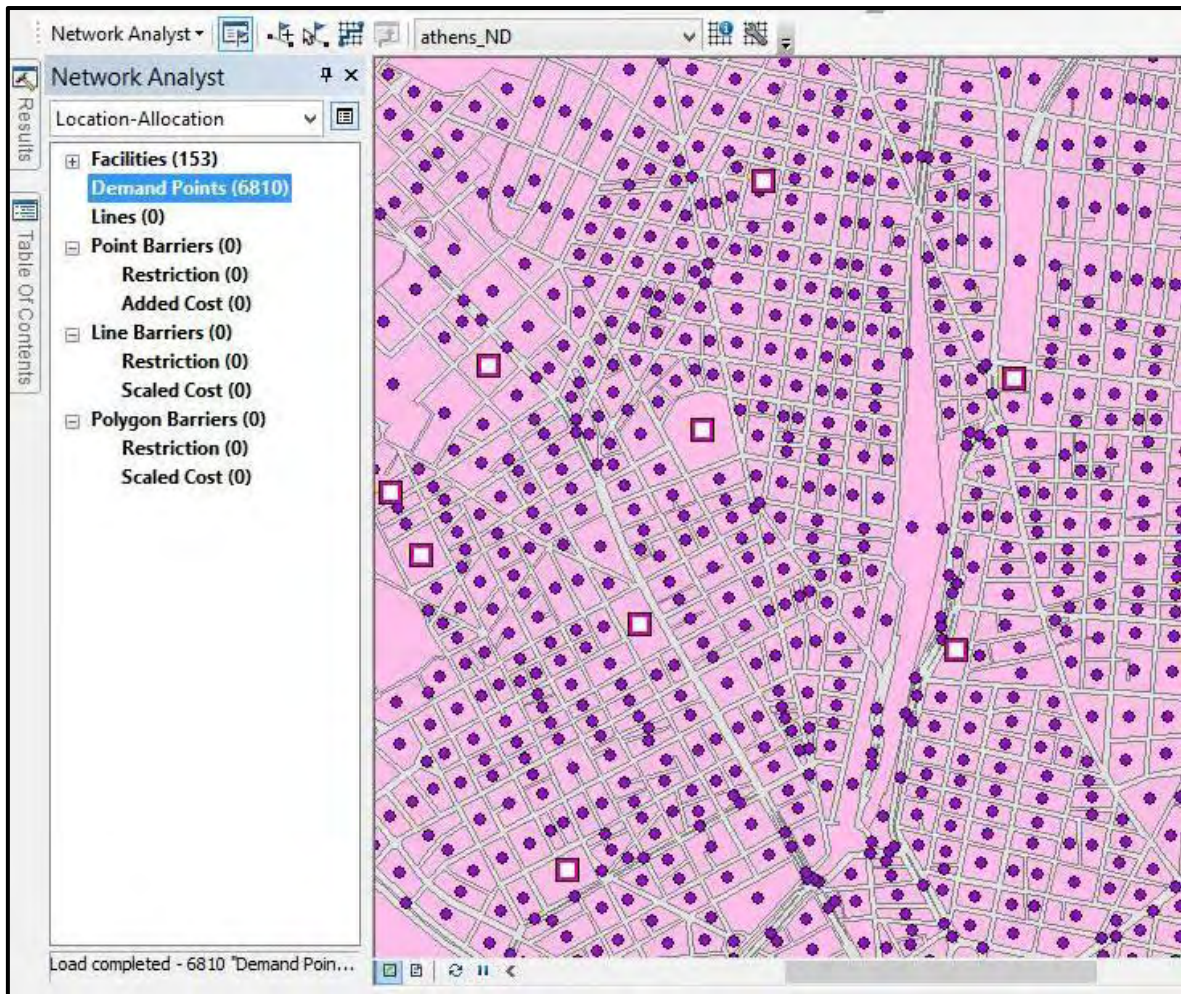 Network Analyst
athens_ND
Results
Table Of Contents
Network Analyst
Location-Allocation
Facilities (153)
Demand Points (6810)
Lines (0)
Point Barriers (0)
Restriction (0)
Added Cost (0)
Line Barriers (0)
Restriction (0)
Scaled Cost (0)
Polygon Barriers (0)
Restriction (0)
Scaled Cost (0)
Load completed - 6810 "Demand Poin...